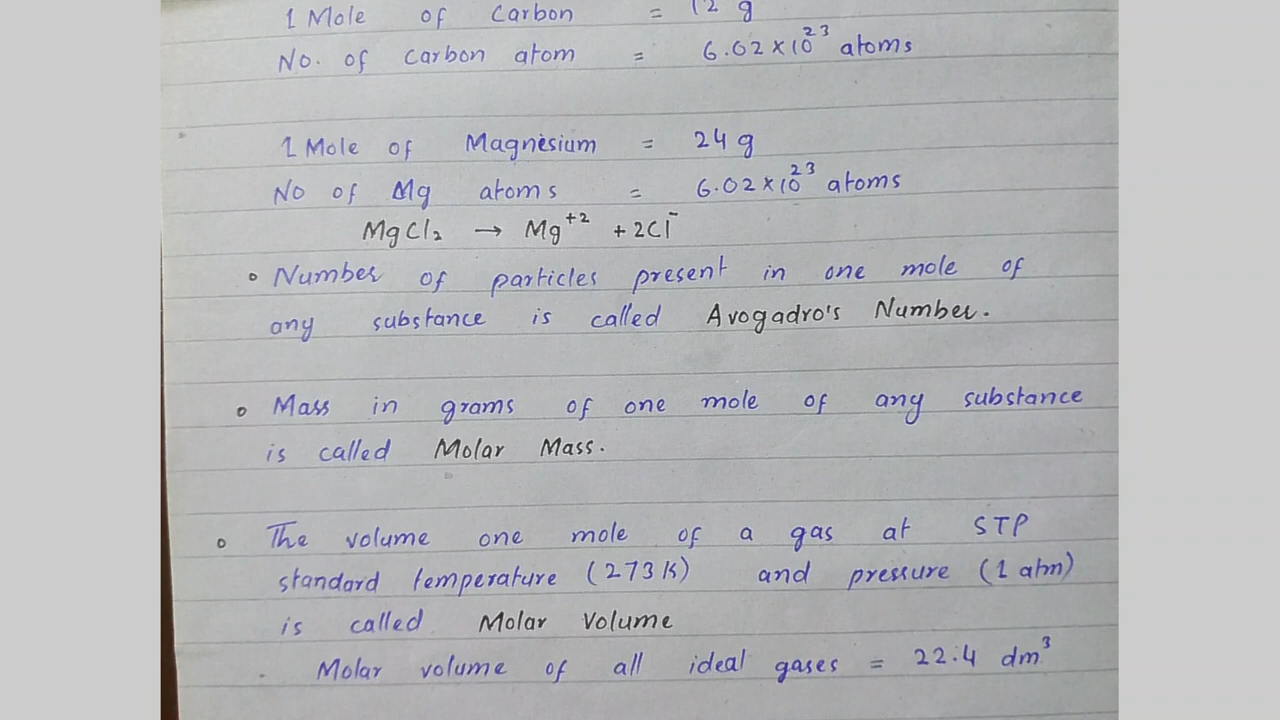 1 Mole of Carbon = 12 g
No. of carbon atom = 6.02×10²³ atoms
1 Mole of Magnesium = 24 g
No of Mg atoms = 6.02×10²³ atoms
MgCl₂ → Mg⁺² + 2Cl⁻
∘ Number of particles present in one mole of
any substance is called Avogadro's Number.
∘ Mass in grams of one mole of any substance
is called Molar Mass.
∘ The volume one mole of a gas at STP
standard temperature (273 K) and pressure (1 atm)
is called Molar Volume
Molar volume of all ideal gases = 22.4 dm³